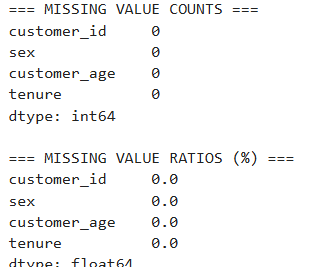 === MISSING VALUE COUNTS ===
customer_id     0
sex             0
customer_age    0
tenure          0
dtype: int64

=== MISSING VALUE RATIOS (%) ===
customer_id     0.0
sex             0.0
customer_age    0.0
tenure          0.0
dtype: float64